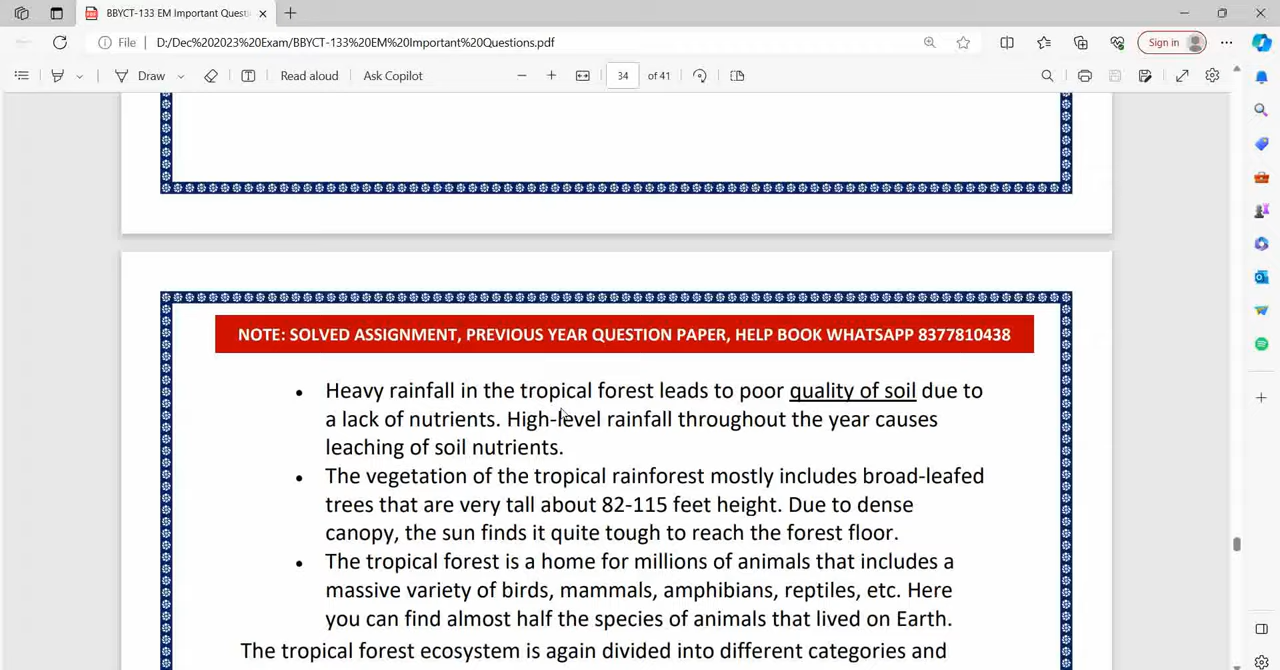 BBYCT-133 EM Important Questi
File
D:/Dec%202023%20Exam/BBYCT-133%20EM%20Important%20Questions.pdf
Sign in
Draw
Read aloud
Ask Copilot
34
of 41
NOTE: SOLVED ASSIGNMENT, PREVIOUS YEAR QUESTION PAPER, HELP BOOK WHATSAPP 8377810438
• Heavy rainfall in the tropical forest leads to poor quality of soil due to
a lack of nutrients. High-level rainfall throughout the year causes
leaching of soil nutrients.
• The vegetation of the tropical rainforest mostly includes broad-leafed
trees that are very tall about 82-115 feet height. Due to dense
canopy, the sun finds it quite tough to reach the forest floor.
• The tropical forest is a home for millions of animals that includes a
massive variety of birds, mammals, amphibians, reptiles, etc. Here
you can find almost half the species of animals that lived on Earth.
The tropical forest ecosystem is again divided into different categories and